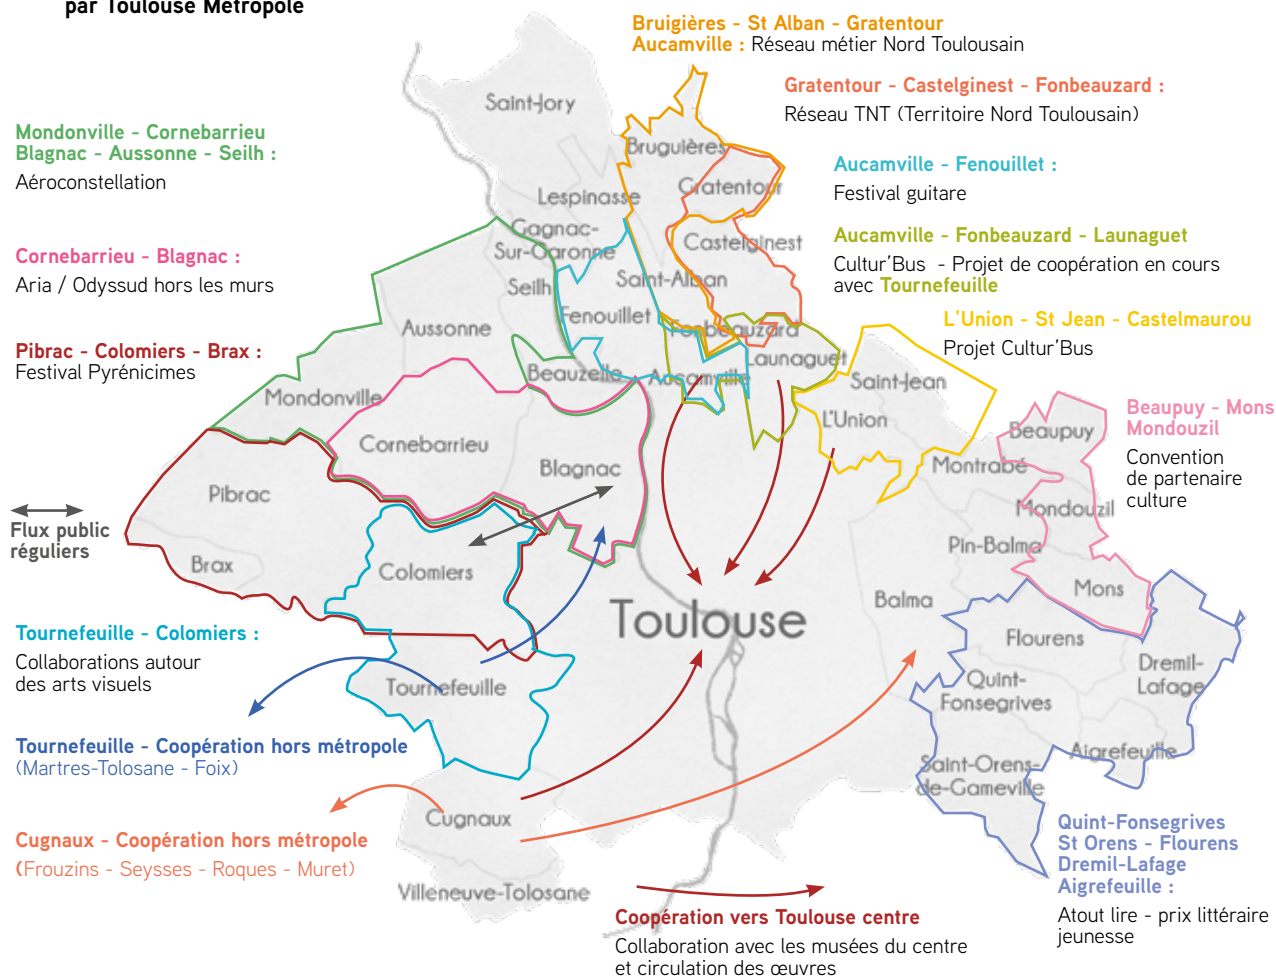 par Toulouse Métropole
Bruigières - St Alban - Gratentour
Aucamville : Réseau métier Nord Toulousain
Gratentour - Castelginest - Fonbeauzard :
Réseau TNT (Territoire Nord Toulousain)
Mondonville - Cornebarrieu
Blagnac - Aussonne - Seilh :
Aéroconstellation
Aucamville - Fenouillet :
Festival guitare
Cornebarrieu - Blagnac :
Aria / Odyssud hors les murs
Aucamville - Fonbeauzard - Launaguet
Cultur'Bus - Projet de coopération en cours
avec Tournefeuille
L'Union - St Jean - Castelmaurou
Projet Cultur'Bus
Pibrac - Colomiers - Brax :
Festival Pyrénicimes
Beaupuy - Mons
Mondouzil
Convention
de partenaire
culture
Flux public
réguliers
Tournefeuille - Colomiers :
Collaborations autour
des arts visuels
Tournefeuille - Coopération hors métropole
(Martres-Tolosane - Foix)
Cugnaux - Coopération hors métropole
(Frouzins - Seysses - Roques - Muret)
Quint-Fonsegrives
St Orens - Flourens
Dremil-Lafage
Aigrefeuille :
Atout lire - prix littéraire
jeunesse
Coopération vers Toulouse centre
Collaboration avec les musées du centre
et circulation des œuvres
Saint-Jory
Bruguières
Lespinasse
Gratentour
Gagnac-
Sur-Garonne
Castelginest
Seilh
Saint-Alban
Fenouillet
Aussonne
Fonbeauzard
Launaguet
Beauzelle
Aucamville
Saint-Jean
Mondonville
L'Union
Beaupuy
Cornebarrieu
Blagnac
Montrabé
Pibrac
Mondouzil
Pin-Balma
Brax
Colomiers
Mons
Balma
Toulouse
Flourens
Dremil-
Lafage
Tournefeuille
Quint-
Fonsegrives
Aigrefeuille
Saint-Orens-
de-Gameville
Cugnaux
Villeneuve-Tolosane